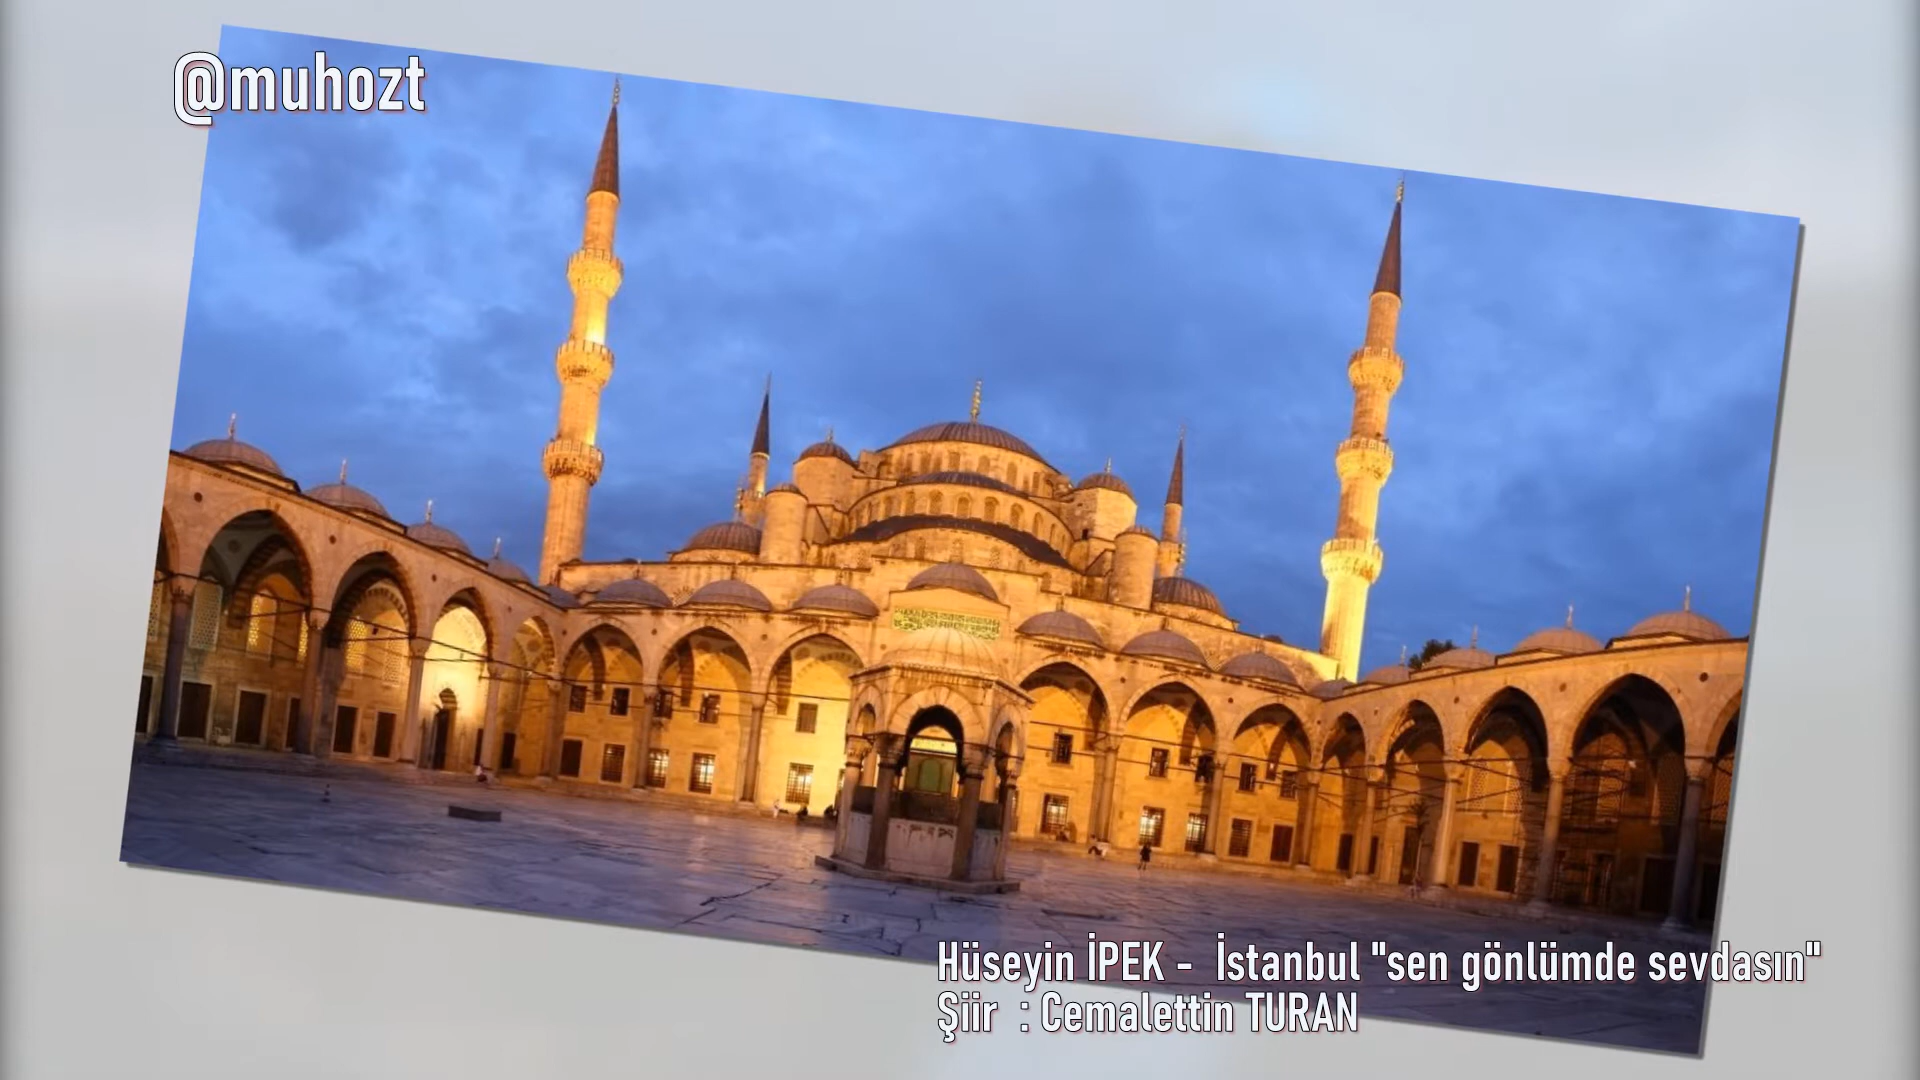 @muhozt
Hüseyin İPEK - İstanbul "sen gönlümde sevdasın"
Şiir : Cemalettin TURAN